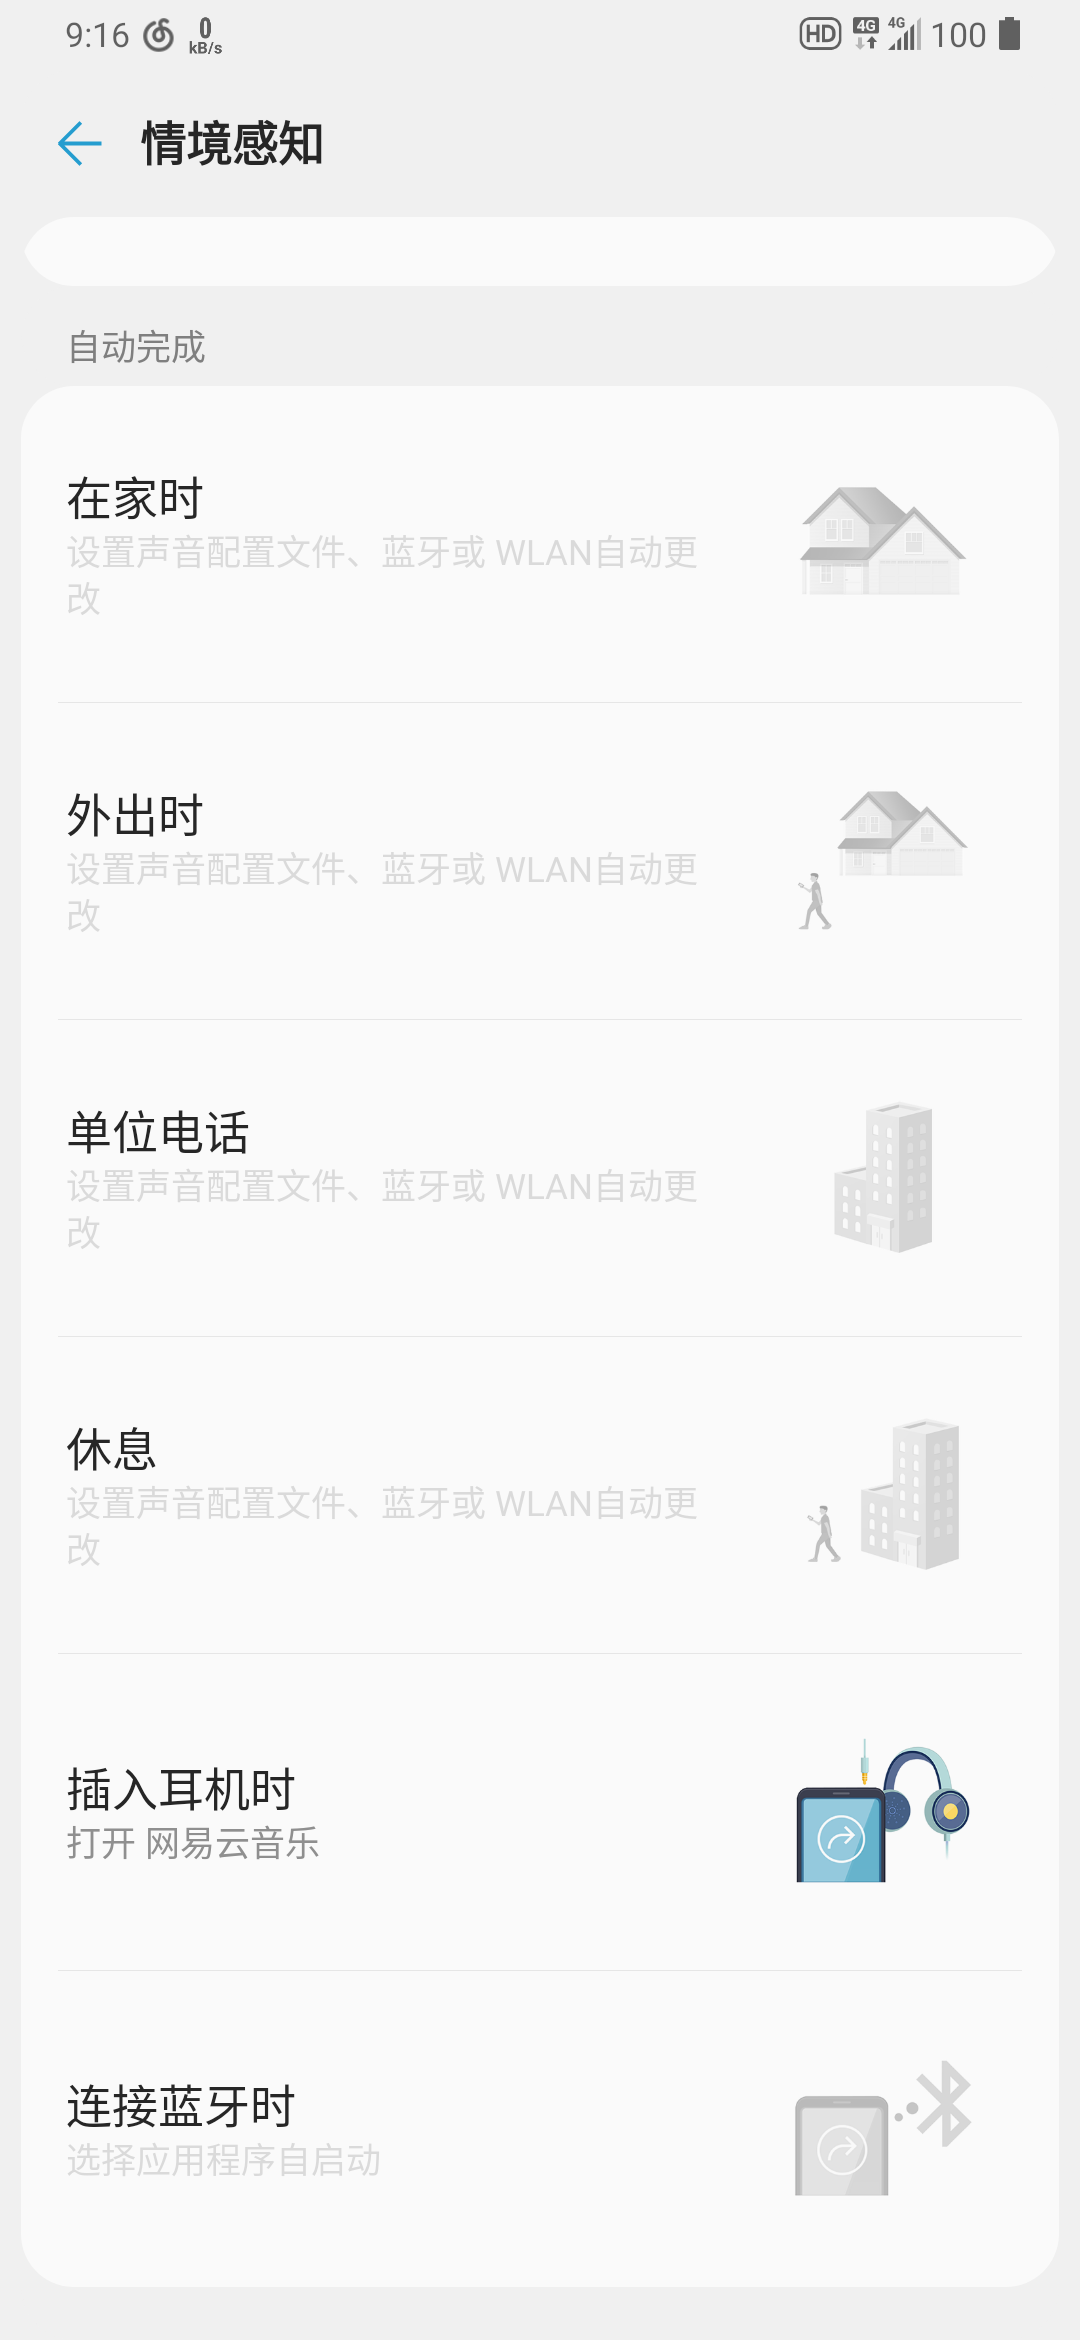 9:16 0 kB/s HD 4G 4G 100
情境感知
自动完成
在家时
设置声音配置文件、蓝牙或 WLAN自动更
改
外出时
设置声音配置文件、蓝牙或 WLAN自动更
改
单位电话
设置声音配置文件、蓝牙或 WLAN自动更
改
休息
设置声音配置文件、蓝牙或 WLAN自动更
改
插入耳机时
打开 网易云音乐
连接蓝牙时
选择应用程序自启动